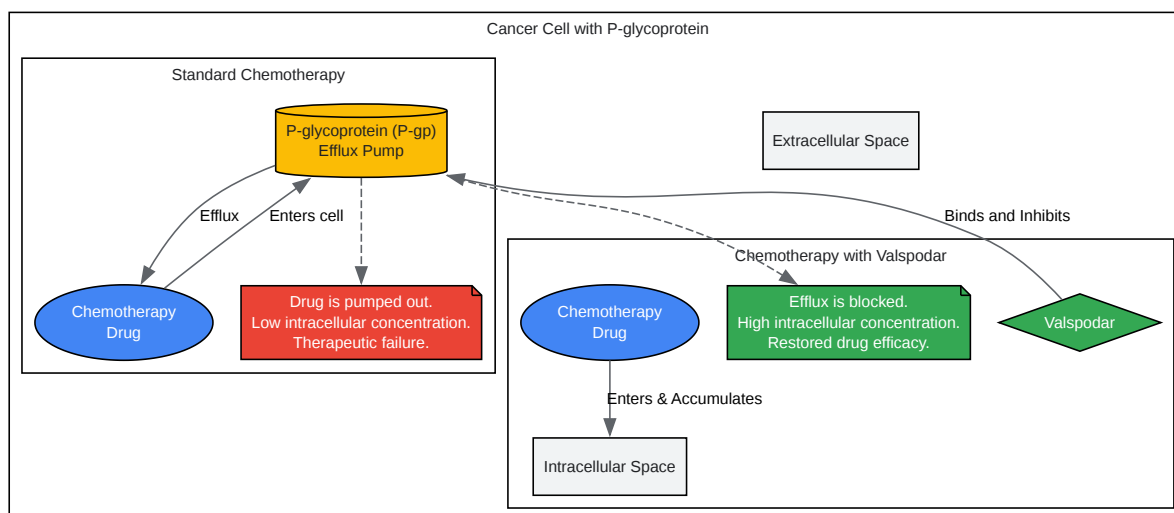 Cancer Cell with P-glycoprotein
Standard Chemotherapy
P-glycoprotein (P-gp)
Efflux Pump
Extracellular Space
Efflux
Enters cell
Binds and Inhibits
Chemotherapy
Drug
Drug is pumped out.
Low intracellular concentration.
Therapeutic failure.
Chemotherapy with Valspodar
Chemotherapy
Drug
Efflux is blocked.
High intracellular concentration.
Restored drug efficacy.
Valspodar
Enters & Accumulates
Intracellular Space